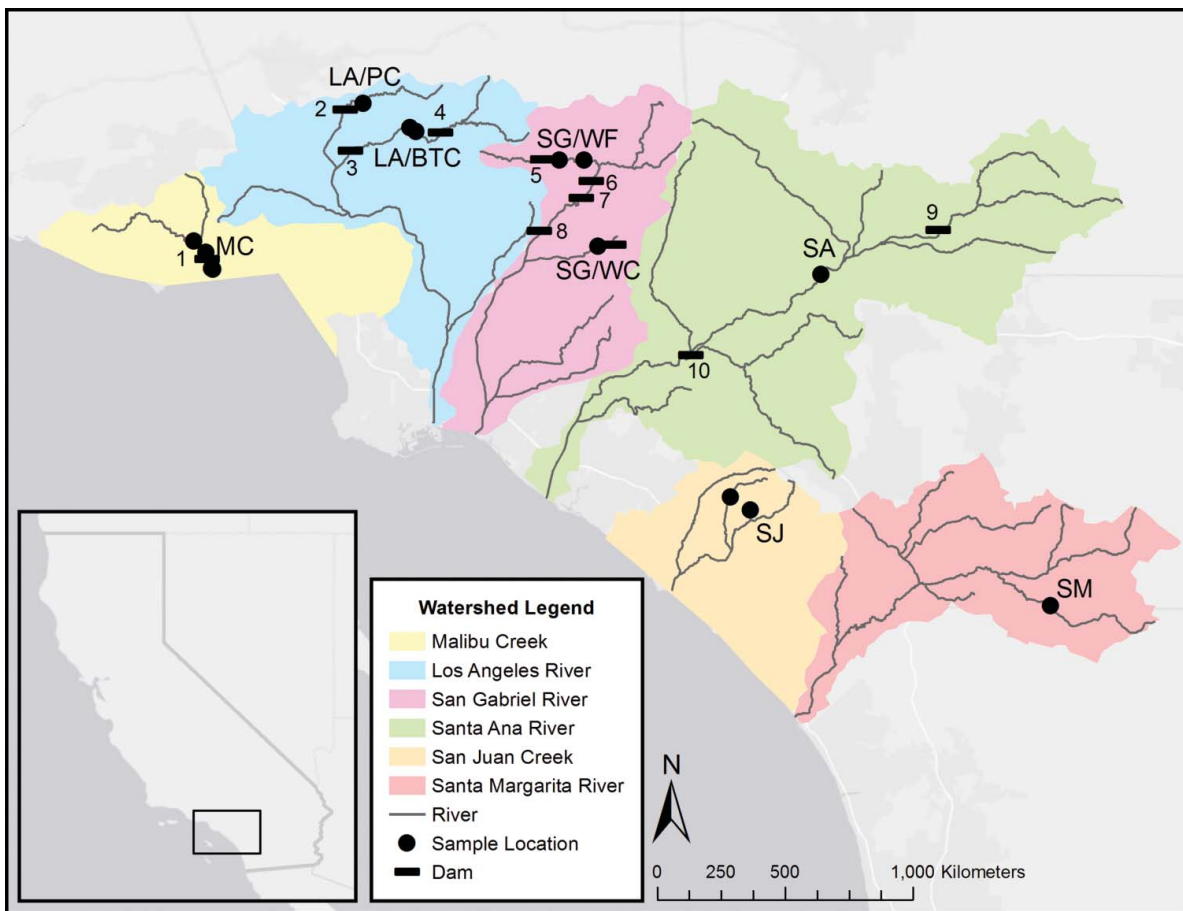 LA/PC
2
4
LA/BTC
3
SG/WF
5
6
7
8
SG/WC
9
SA
MC
1
10
SJ
SM
Watershed Legend
Malibu Creek
Los Angeles River
San Gabriel River
Santa Ana River
San Juan Creek
Santa Margarita River
River
Sample Location
Dam
N
0 250 500 1,000 Kilometers